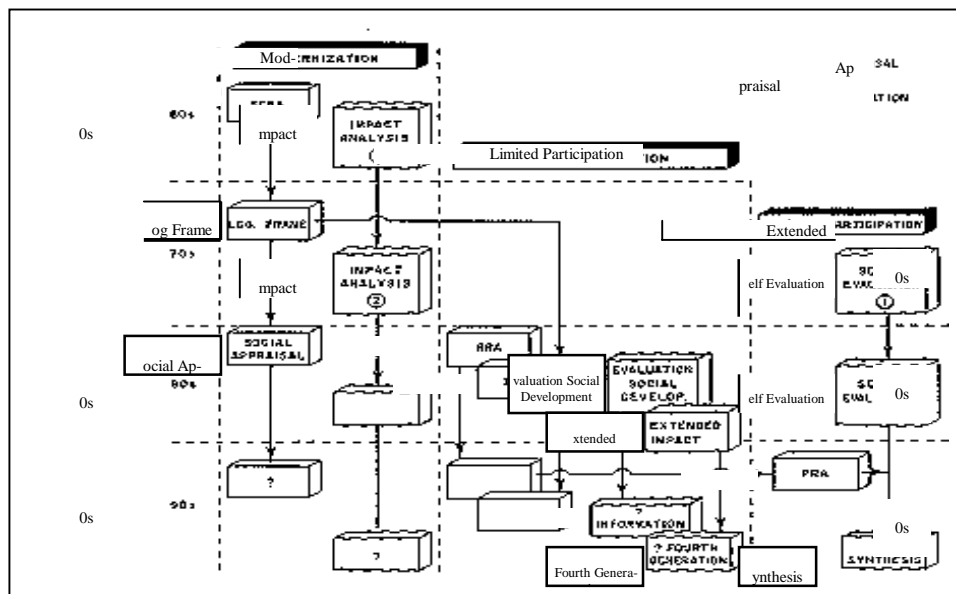 Mod-
RNIZATION
Ap
praisal
60s
0s
mpact
IMPACT
ANALYSIS
Limited Participation
ION
og Frame
LOG. FRAME
Extended
70s
mpact
IMPACT
ANALYSIS
2
elf Evaluation
0s
1
ocial Ap-
SOCIAL
APPRAISAL
RRA
valuation Social
Development
EVALUATION
SOCIAL
DEVELOP.
80s
0s
elf Evaluation
0s
xtended
EXTENDED
IMPACT
?
PRA
90s
0s
?
INFORMATION
0s
?
Fourth Genera-
? FOURTH
GENERATION
ynthesis
SYNTHESIS